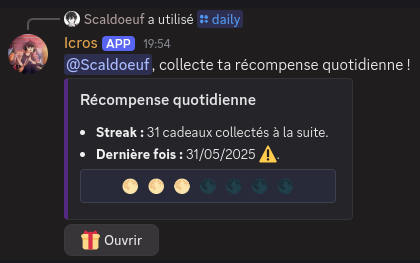 Scaldoeuf a utilisé daily
Icros APP 19:54
@Scaldoeuf, collecte ta récompense quotidienne !
Récompense quotidienne
• Streak : 31 cadeaux collectés à la suite.
• Dernière fois : 31/05/2025 ⚠️.
🌕 🌕 🌕 🌑 🌑 🌑 🌑
🎁 Ouvrir